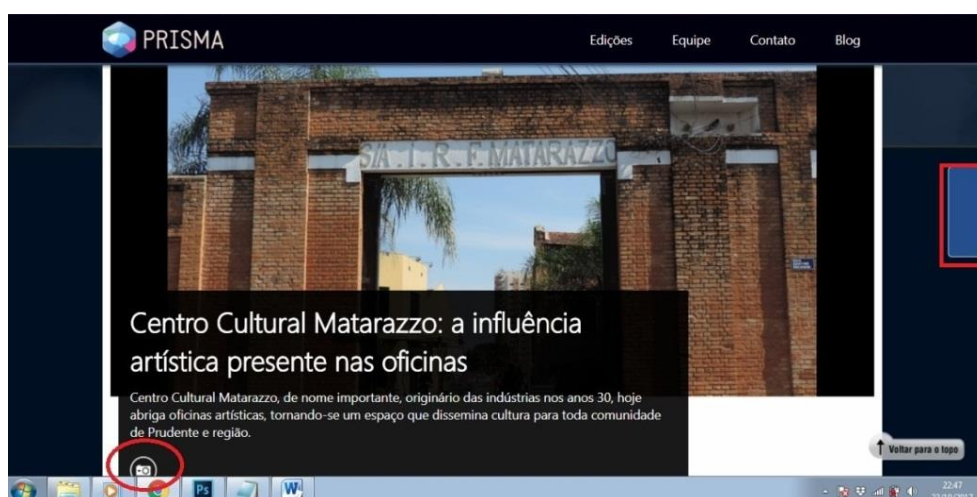 PRISMA
Edições Equipe Contato Blog
S/A . I . R . F. MATARAZZO
Centro Cultural Matarazzo: a influência
artística presente nas oficinas
Centro Cultural Matarazzo, de nome importante, originário das indústrias nos anos 30, hoje
abriga oficinas artísticas, tornando-se um espaço que dissemina cultura para toda comunidade
de Prudente e região.
Voltar para o topo
Ps
W
22:47